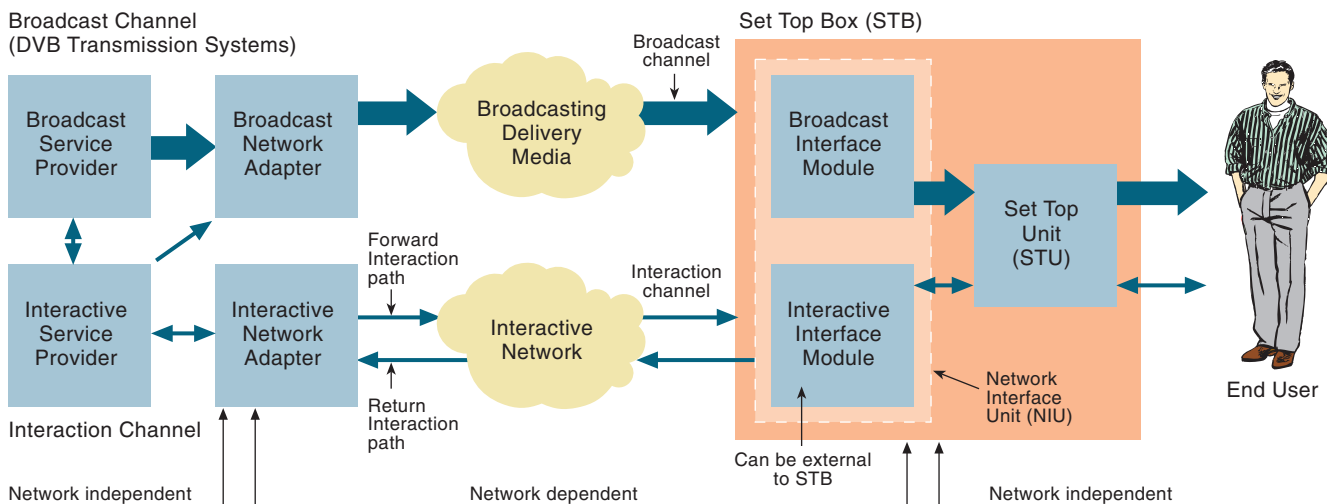 Broadcast Channel
(DVB Transmission Systems)
Set Top Box (STB)
Broadcast
channel
Broadcast
Service
Provider
Broadcast
Network
Adapter
Broadcasting
Delivery
Media
Broadcast
Interface
Module
Set Top
Unit
(STU)
Forward
Interaction
path
Interaction
channel
Interactive
Service
Provider
Interactive
Network
Adapter
Interactive
Network
Interactive
Interface
Module
Network
Interface
Unit (NIU)
End User
Return
Interaction
path
Interaction Channel
Can be external
to STB
Network independent
Network dependent
Network independent